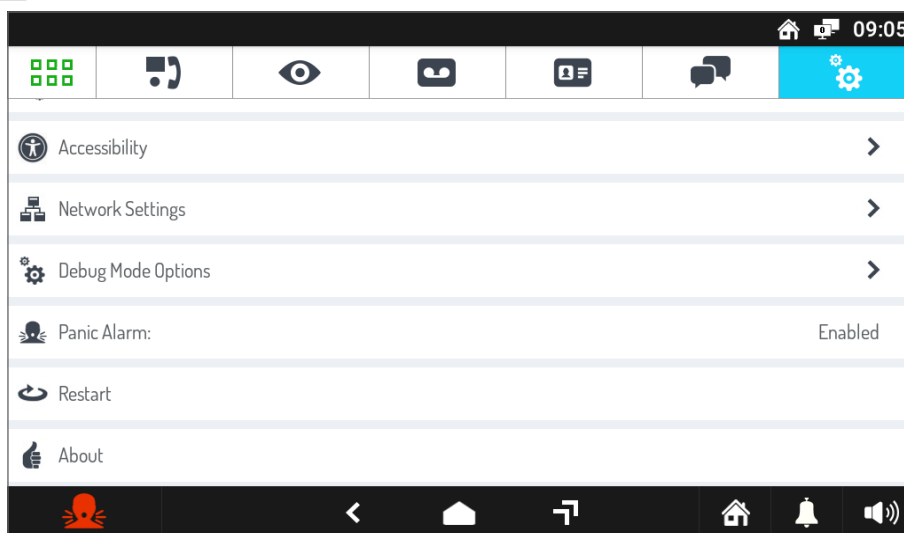 09:05
Accessibility
Network Settings
Debug Mode Options
Panic Alarm: Enabled
Restart
About